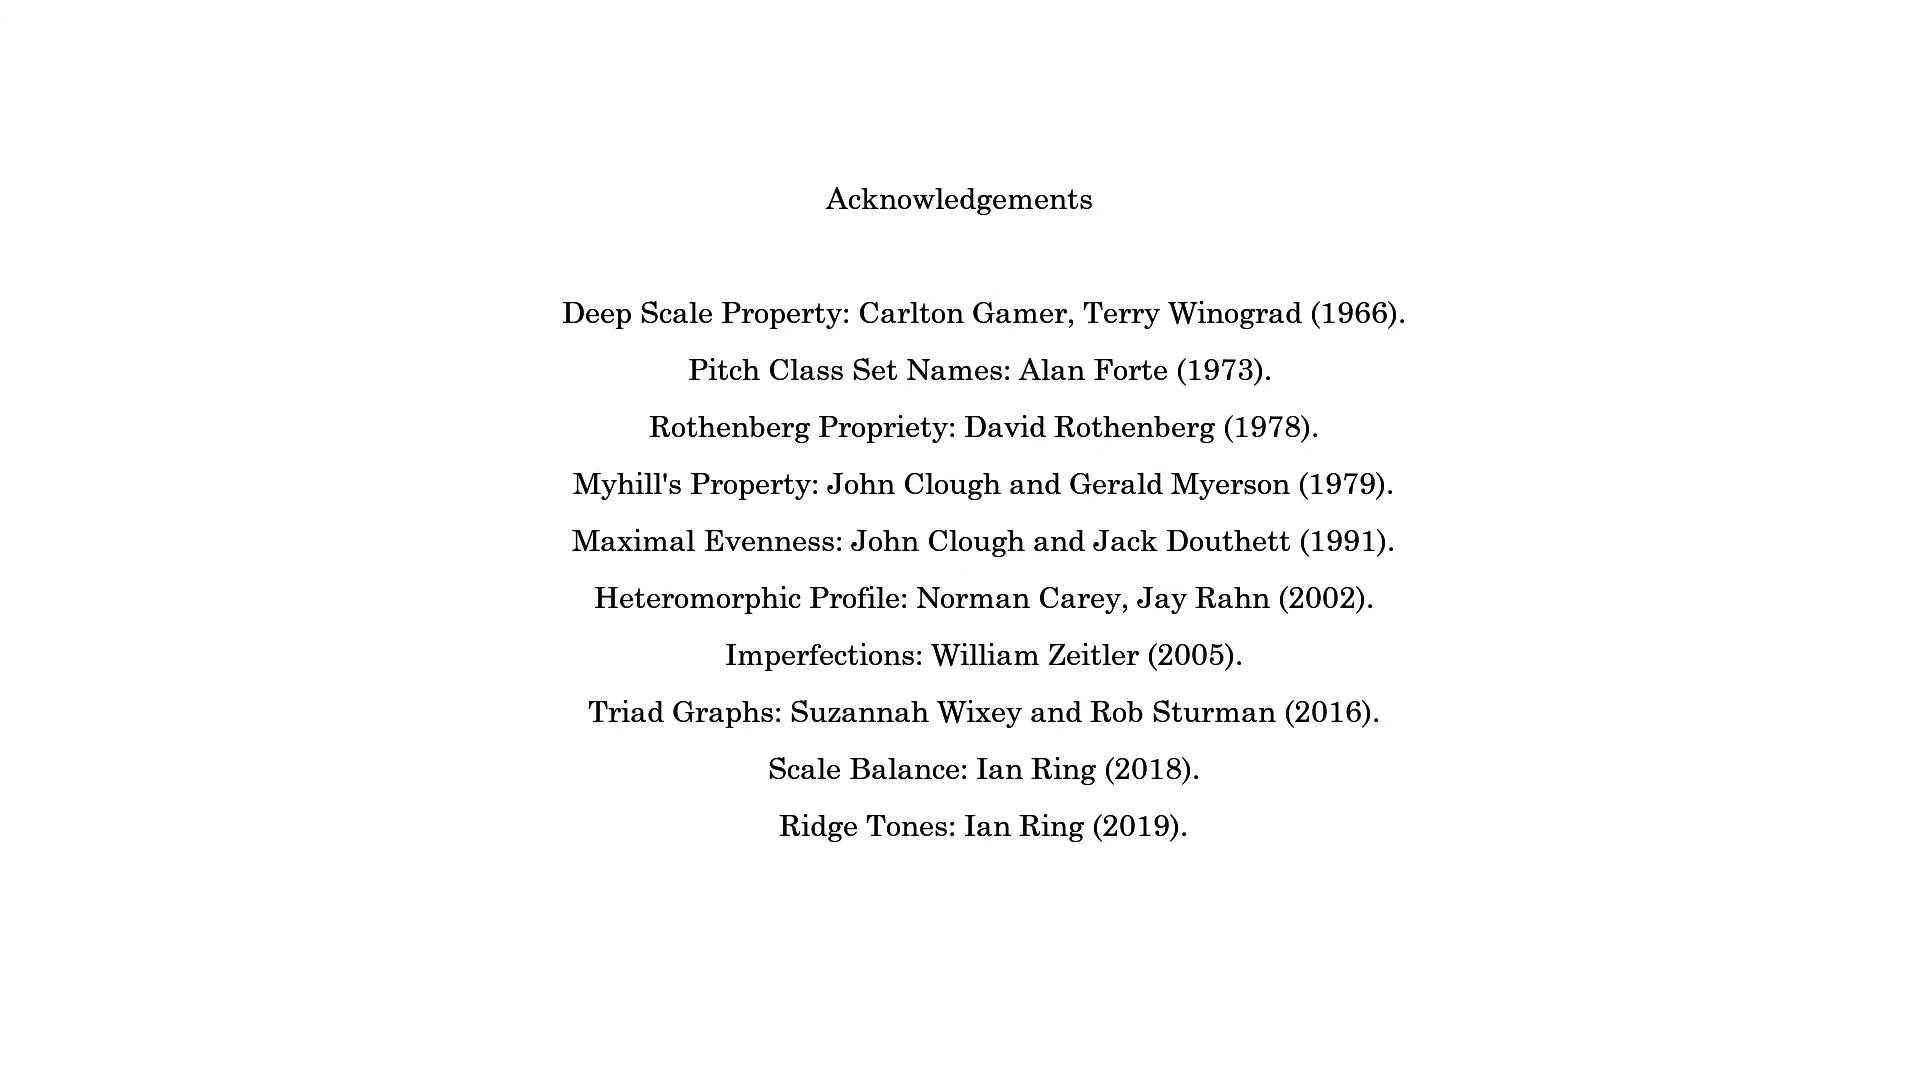 Acknowledgements
Deep Scale Property: Carlton Gamer, Terry Winograd (1966).
Pitch Class Set Names: Alan Forte (1973).
Rothenberg Propriety: David Rothenberg (1978).
Myhill's Property: John Clough and Gerald Myerson (1979).
Maximal Evenness: John Clough and Jack Douthett (1991).
Heteromorphic Profile: Norman Carey, Jay Rahn (2002).
Imperfections: William Zeitler (2005).
Triad Graphs: Suzannah Wixey and Rob Sturman (2016).
Scale Balance: Ian Ring (2018).
Ridge Tones: Ian Ring (2019).